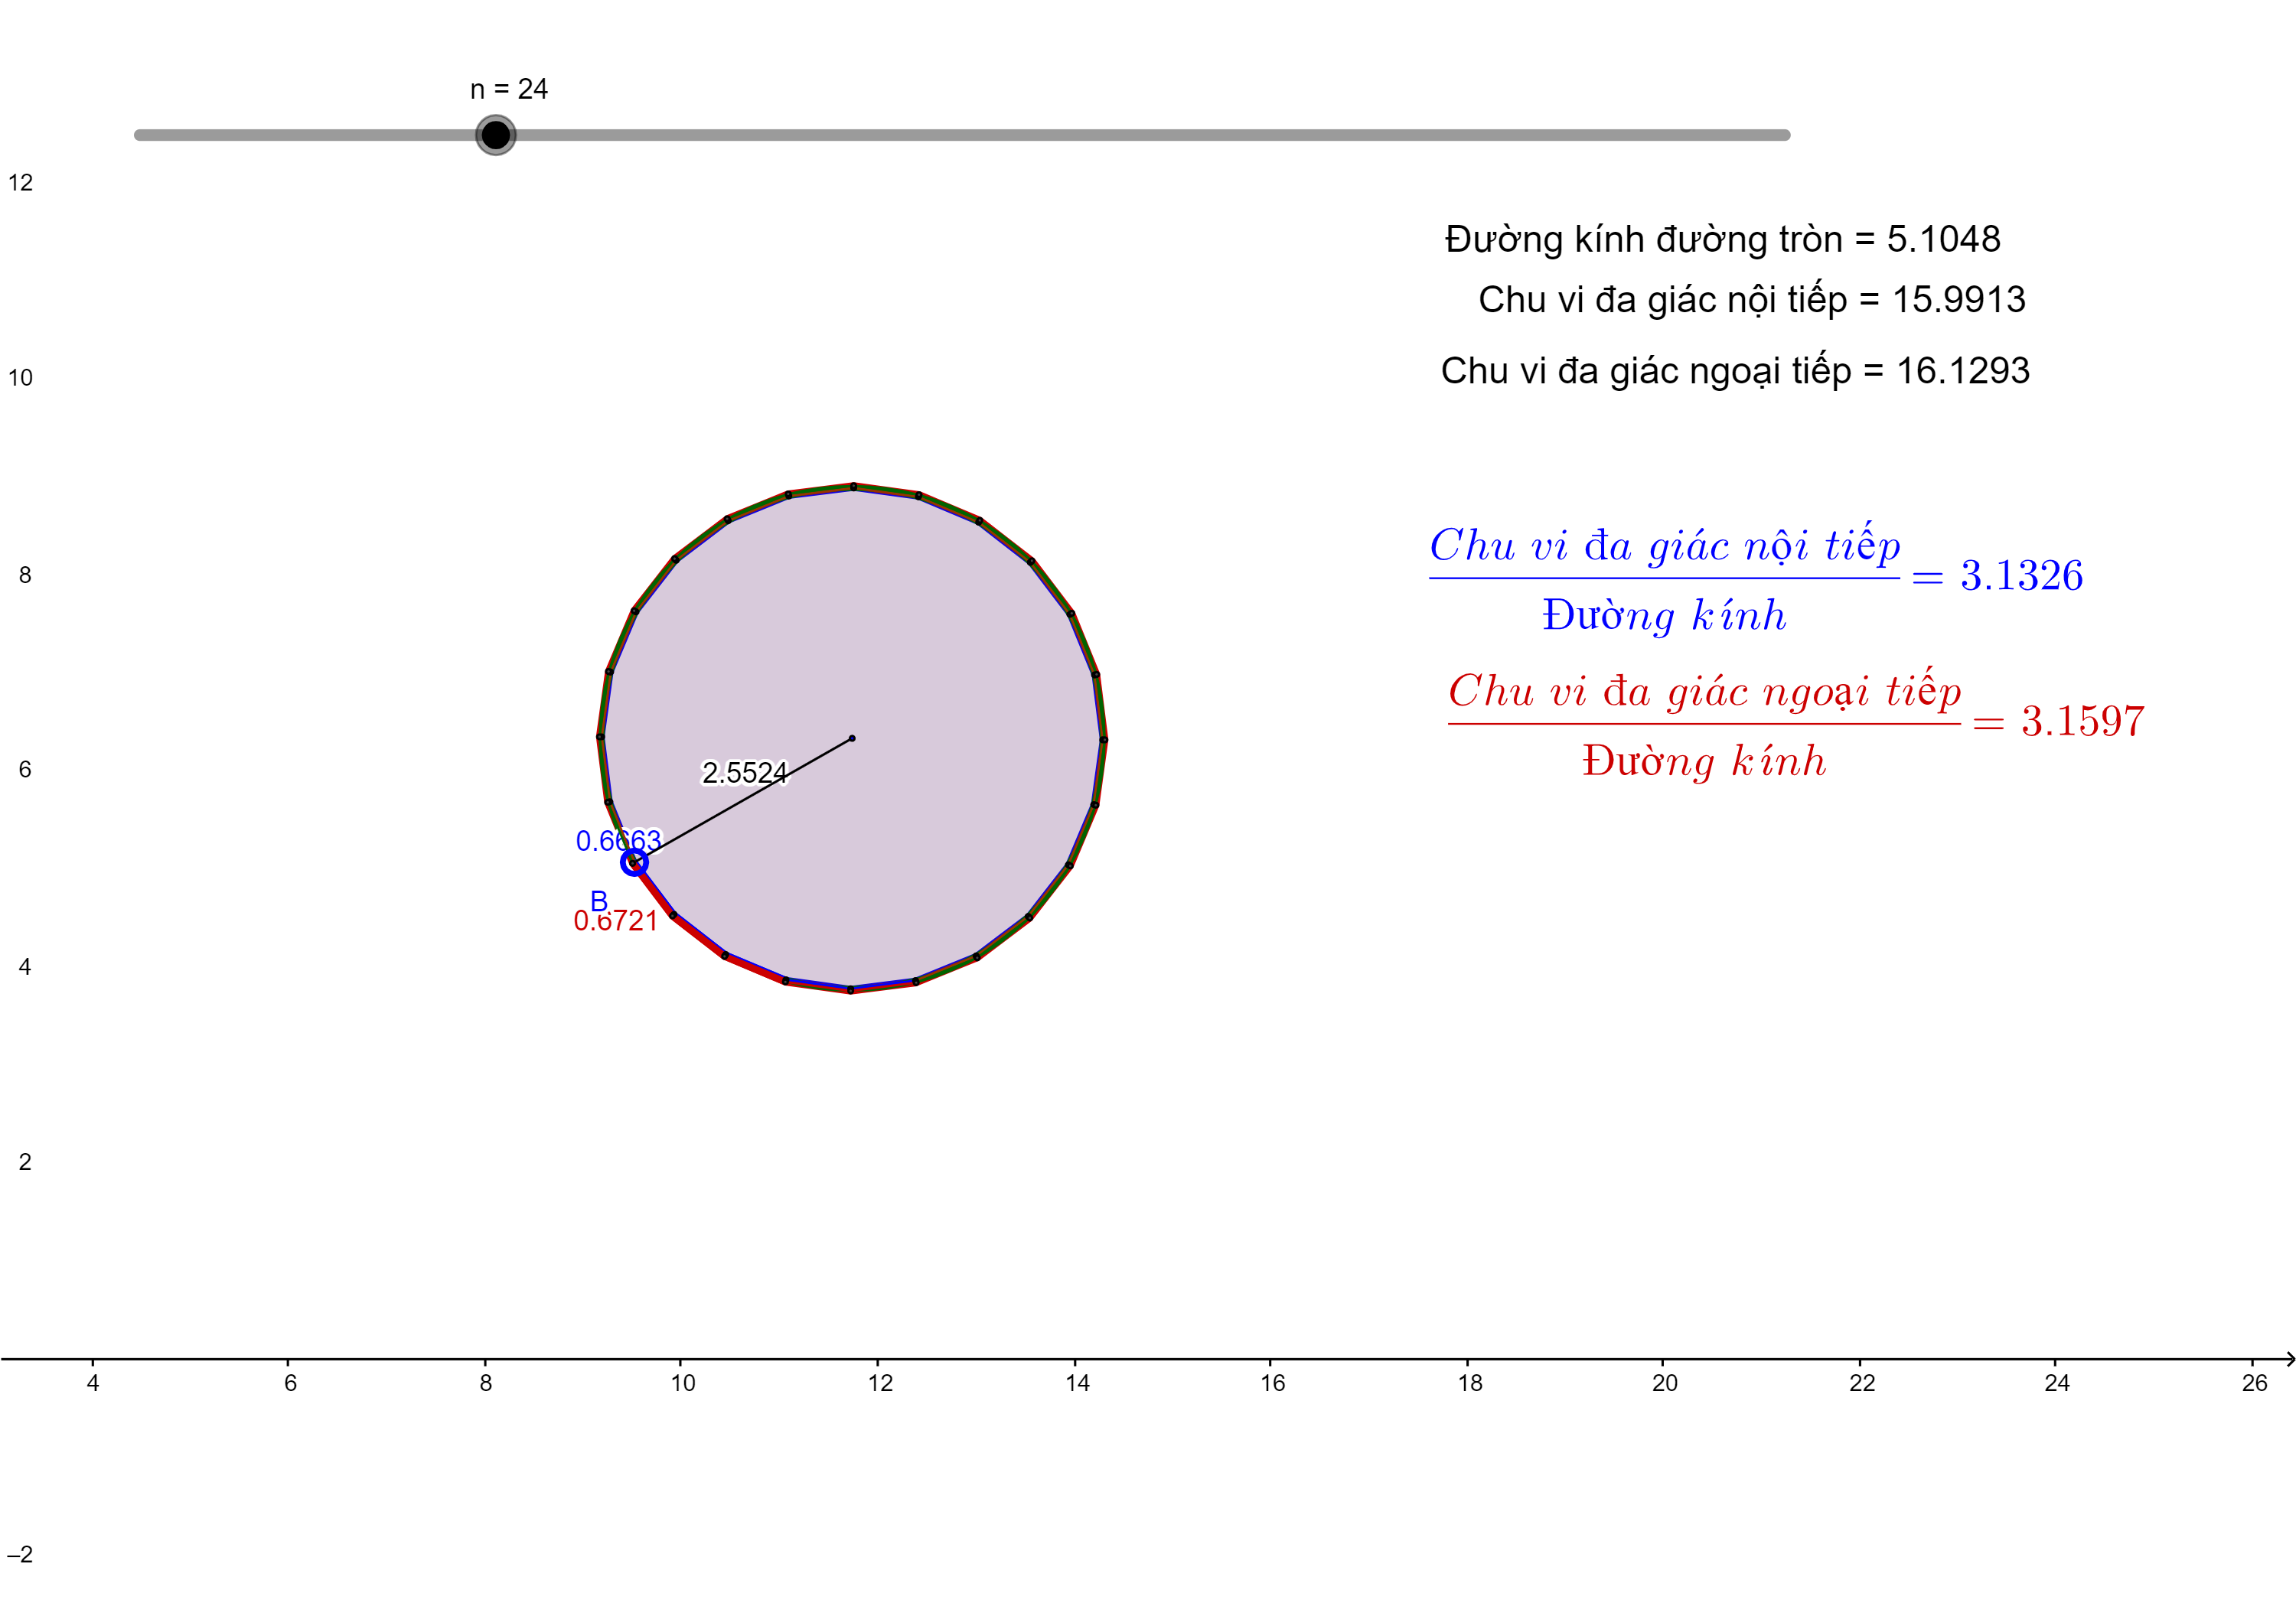 n = 24
12
Đường kính đường tròn = 5.1048
Chu vi đa giác nội tiếp = 15.9913
10
Chu vi đa giác ngoại tiếp = 16.1293
8
Chu vi đa giác nội tiếp
= 3.1326
Đường kính
Chu vi đa giác ngoại tiếp
= 3.1597
Đường kính
6
2.5524
0.6663
B
0.6721
4
2
4 6 8 10 12 14 16 18 20 22 24 26
–2